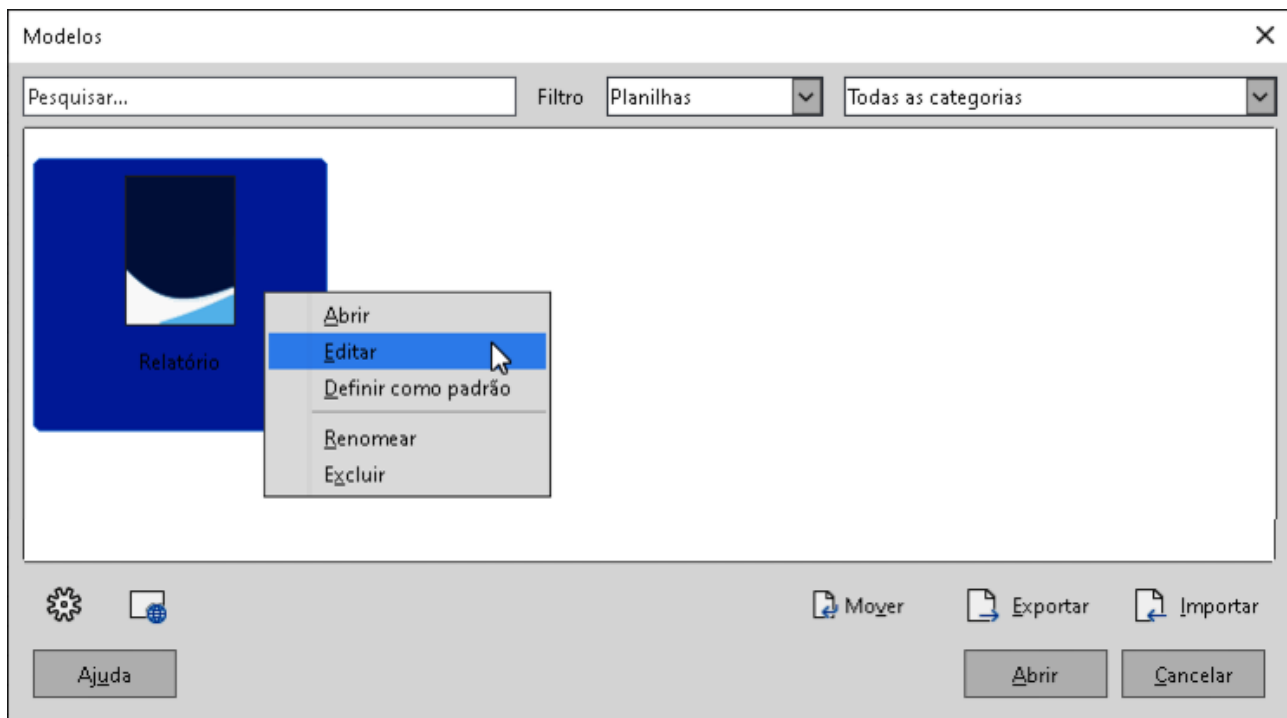 Modelos
Pesquisar... Filtro Planilhas Todas as categorias
Relatório
Abrir
Editar
Definir como padrão
Renomear
Excluir
Mover Exportar Importar
Ajuda Abrir Cancelar